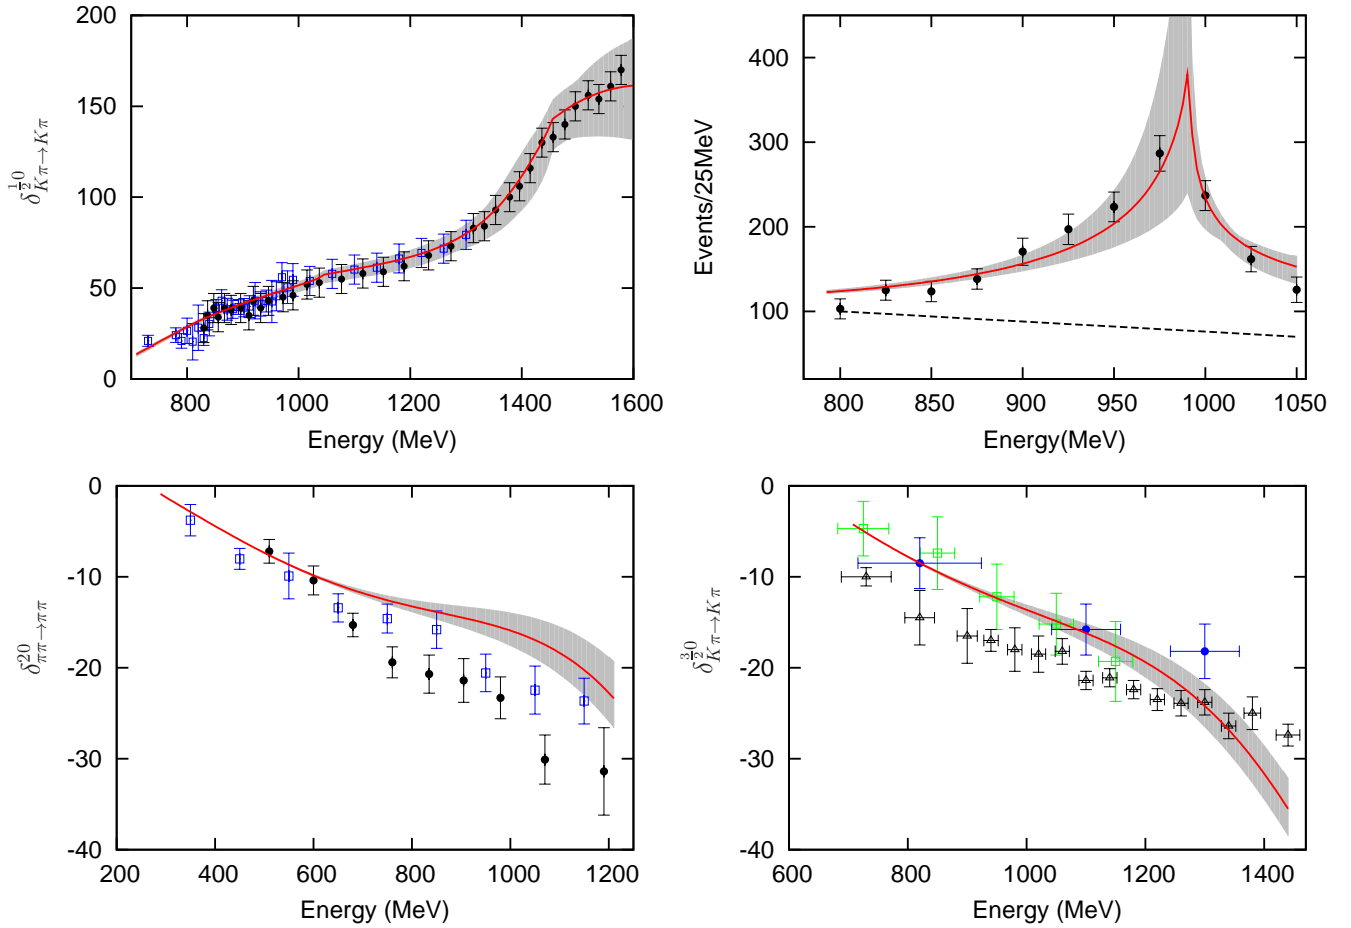 200
150
100
50
0
800 1000 1200 1400 1600
Energy (MeV)
δ^{1/2 0}_{Kπ→Kπ}
400
300
200
100
800 850 900 950 1000 1050
Energy(MeV)
Events/25MeV
0
-10
-20
-30
-40
200 400 600 800 1000 1200
Energy (MeV)
δ^{20}_{ππ→ππ}
0
-10
-20
-30
-40
600 800 1000 1200 1400
Energy (MeV)
δ^{3/2 0}_{Kπ→Kπ}